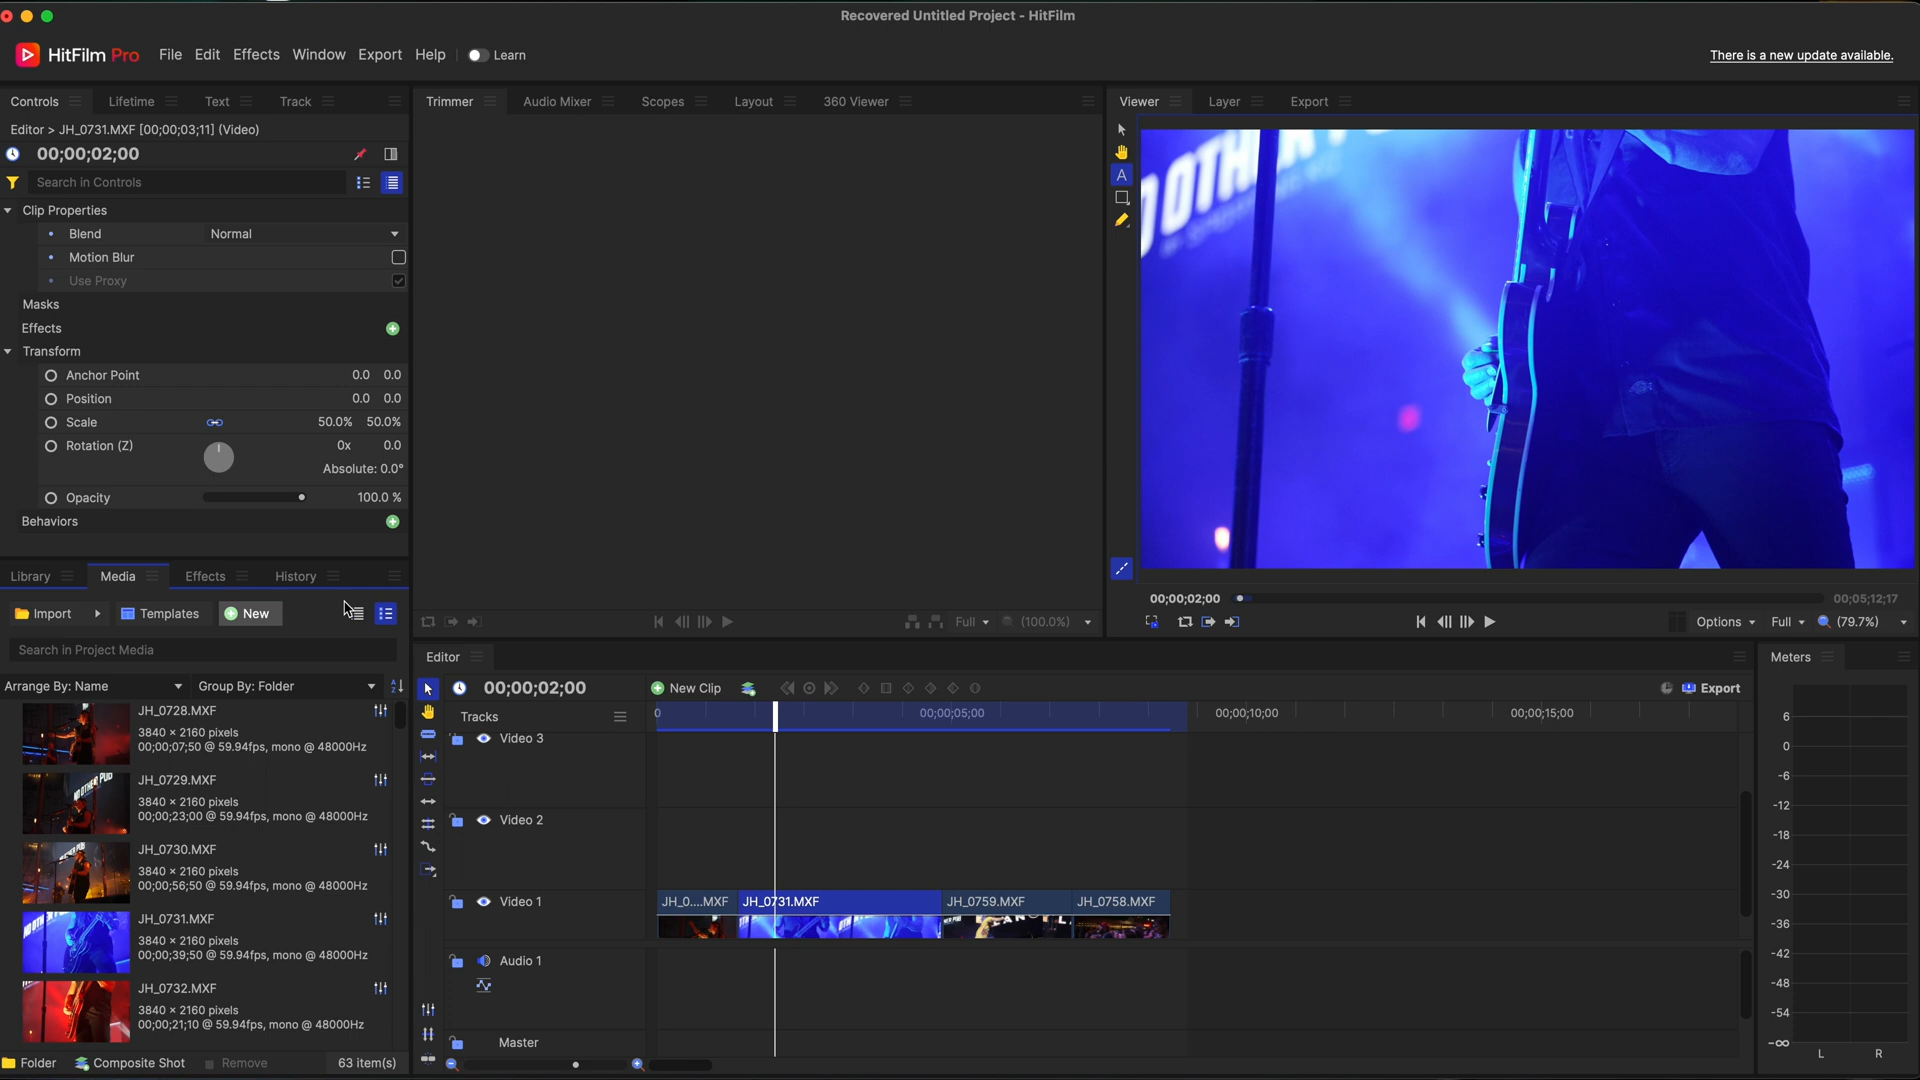 Recovered Untitled Project - HitFilm
HitFilm Pro File Edit Effects Window Export Help Learn There is a new update available.
Controls Lifetime Text Track Trimmer Audio Mixer Scopes Layout 360 Viewer Viewer Layer Export
Editor > JH_0731.MXF [00;00;03;11] (Video)
00;00;02;00
Search in Controls
Clip Properties
Blend Normal
Motion Blur
Use Proxy
Masks
Effects
Transform
Anchor Point 0.0 0.0
Position 0.0 0.0
Scale 50.0% 50.0%
Rotation (Z) 0x 0.0
Absolute: 0.0°
Opacity 100.0 %
Behaviors
Library Media Effects History
Import Templates New
Search in Project Media
Arrange By: Name Group By: Folder
JH_0728.MXF
3840 × 2160 pixels
00;00;07;50 @ 59.94fps, mono @ 48000Hz
JH_0729.MXF
3840 × 2160 pixels
00;00;23;00 @ 59.94fps, mono @ 48000Hz
JH_0730.MXF
3840 × 2160 pixels
00;00;56;50 @ 59.94fps, mono @ 48000Hz
JH_0731.MXF
3840 × 2160 pixels
00;00;39;50 @ 59.94fps, mono @ 48000Hz
JH_0732.MXF
3840 × 2160 pixels
00;00;21;10 @ 59.94fps, mono @ 48000Hz
Folder Composite Shot Remove 63 item(s)
Full (100.0%)
00;00;02;00 00;05;12;17
Options Full (79.7%)
Editor
00;00;02;00 New Clip Export
Tracks 0 00;00;05;00 00;00;10;00 00;00;15;00
Video 3
Video 2
Video 1 JH_0....MXF JH_0731.MXF JH_0759.MXF JH_0758.MXF
Audio 1
Master
Meters
6
0
-6
-12
-18
-24
-30
-36
-42
-48
-54
-∞
L R